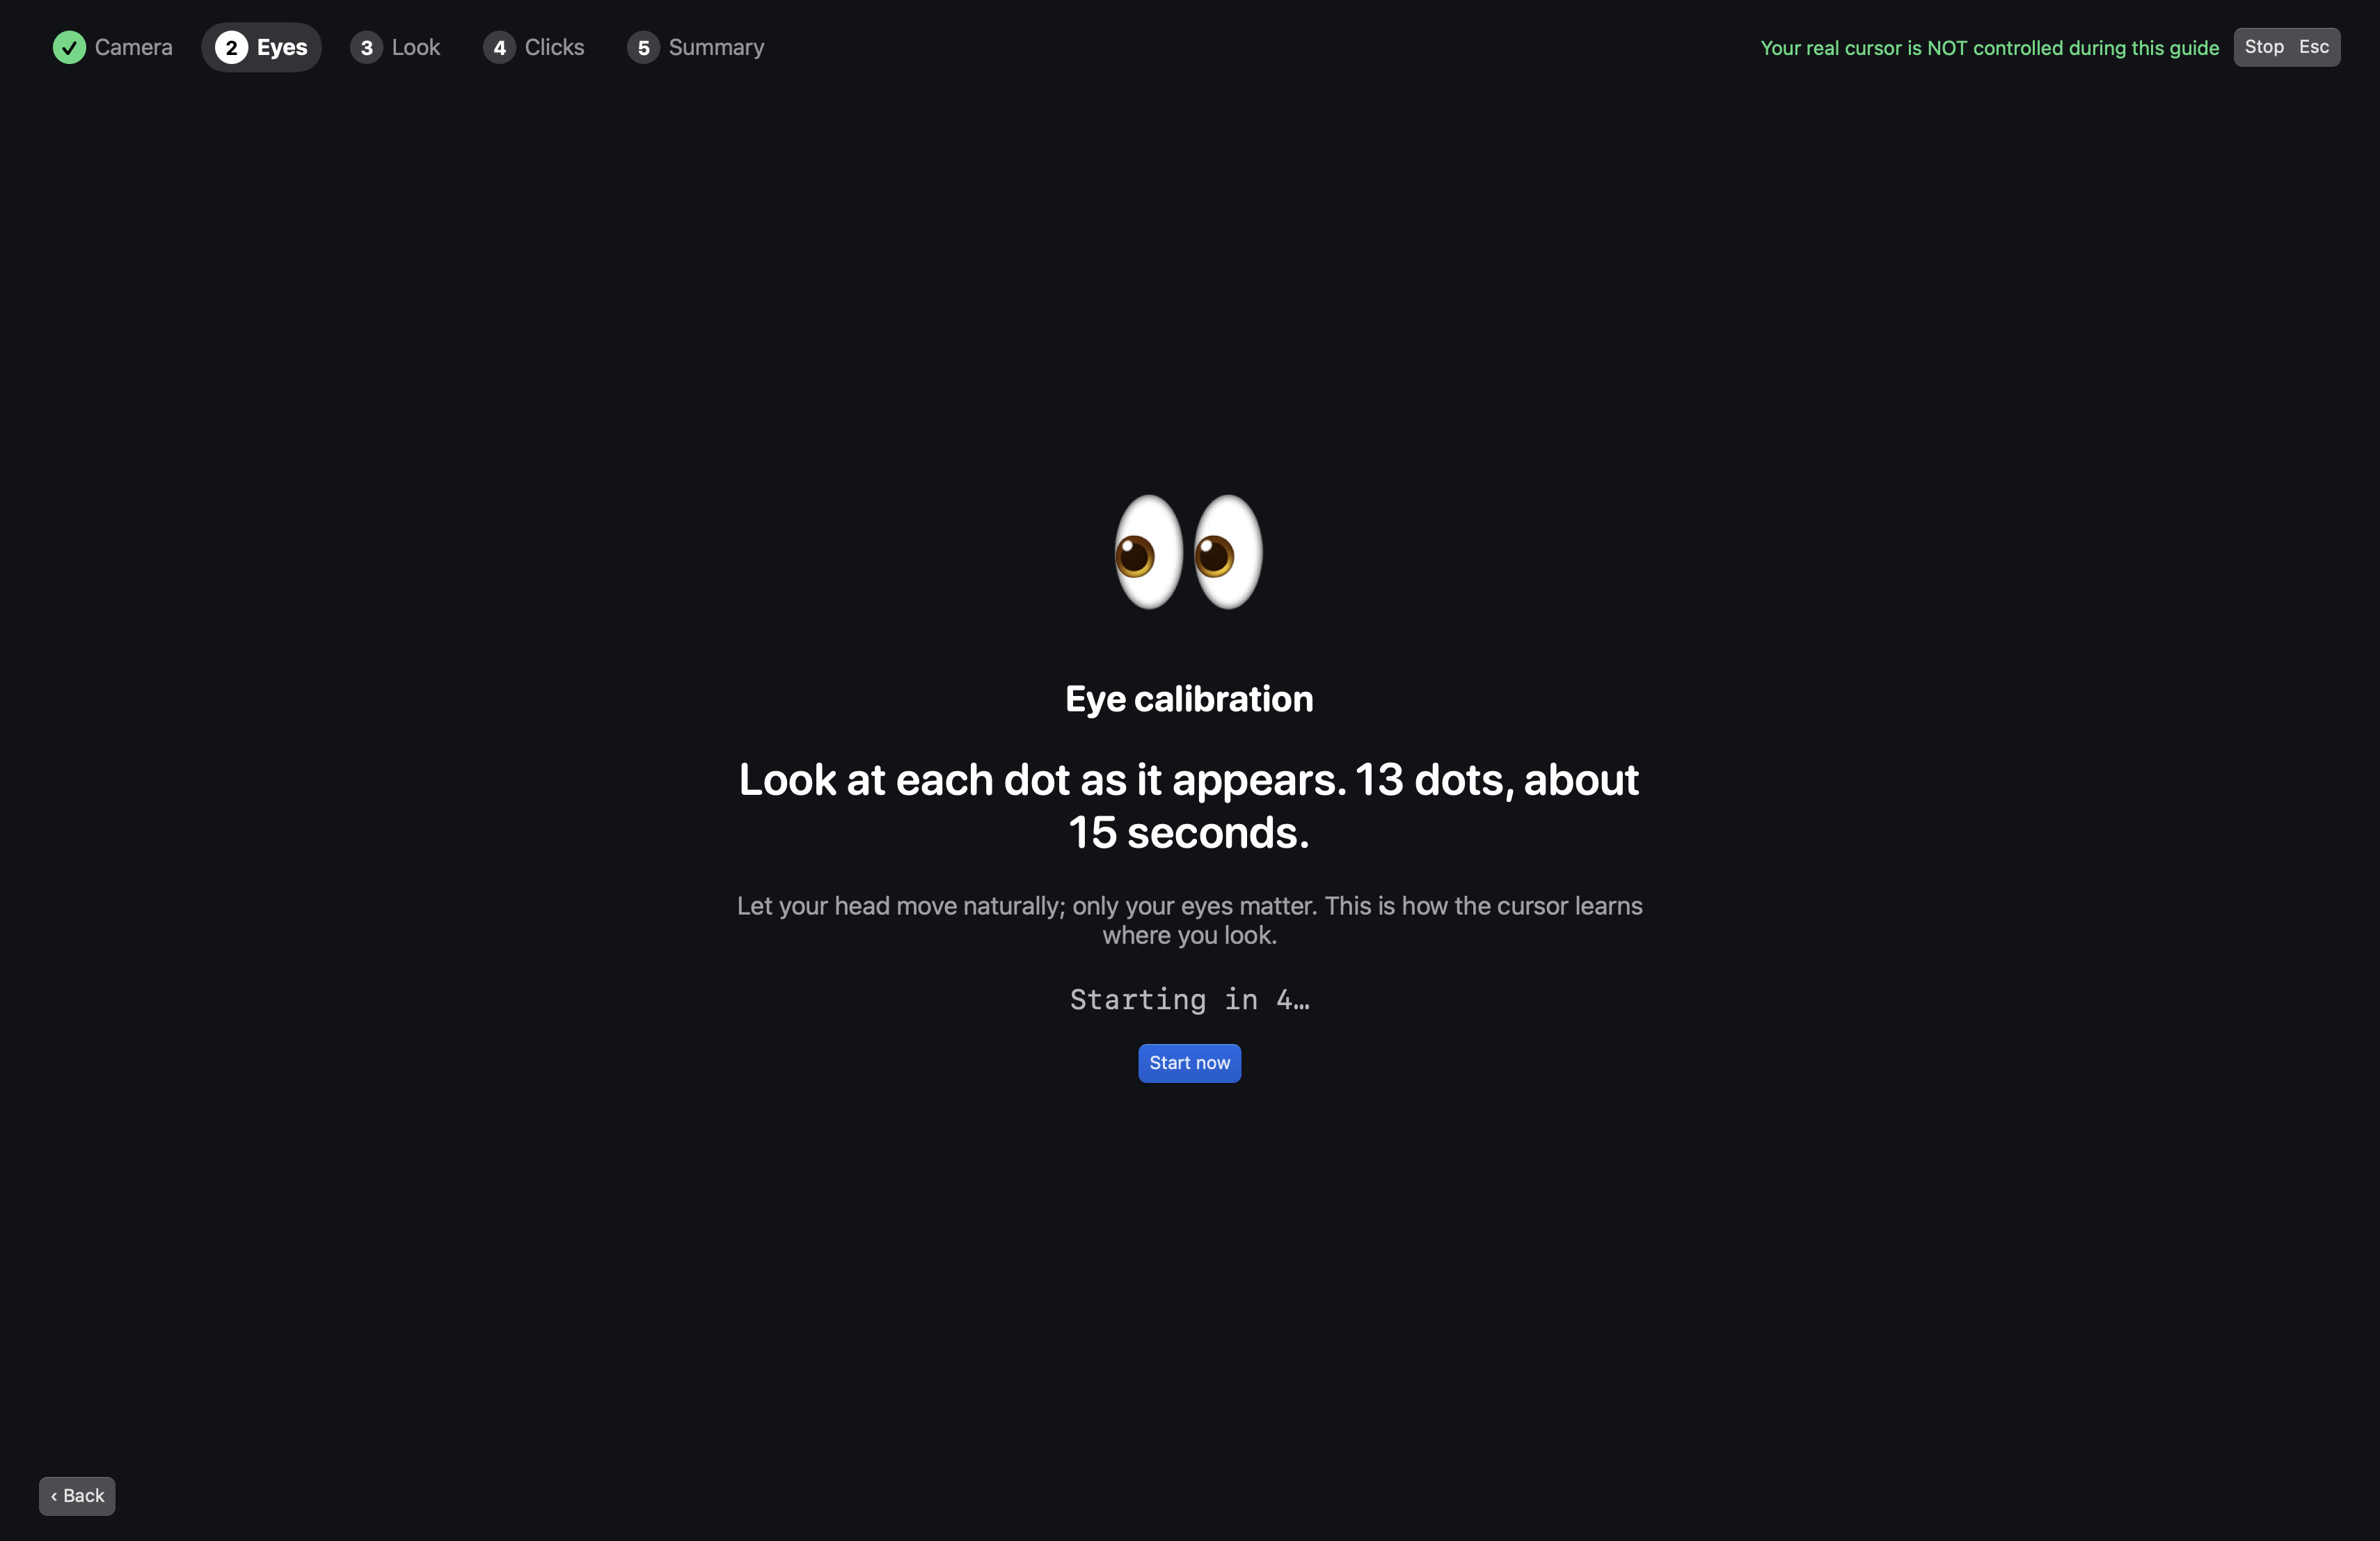 Camera
2 Eyes
3 Look
4 Clicks
5 Summary
Your real cursor is NOT controlled during this guide
Stop Esc
Eye calibration
Look at each dot as it appears. 13 dots, about
15 seconds.
Let your head move naturally; only your eyes matter. This is how the cursor learns
where you look.
Starting in 4…
Start now
‹ Back